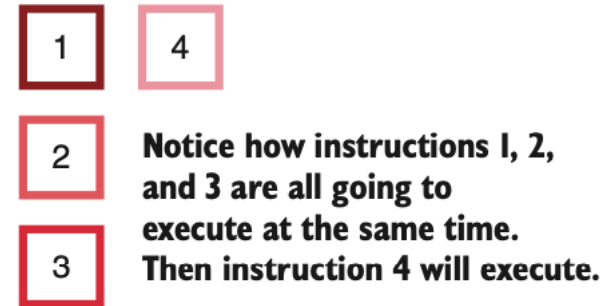 1 4
2
3
Notice how instructions 1, 2,
and 3 are all going to
execute at the same time.
Then instruction 4 will execute.